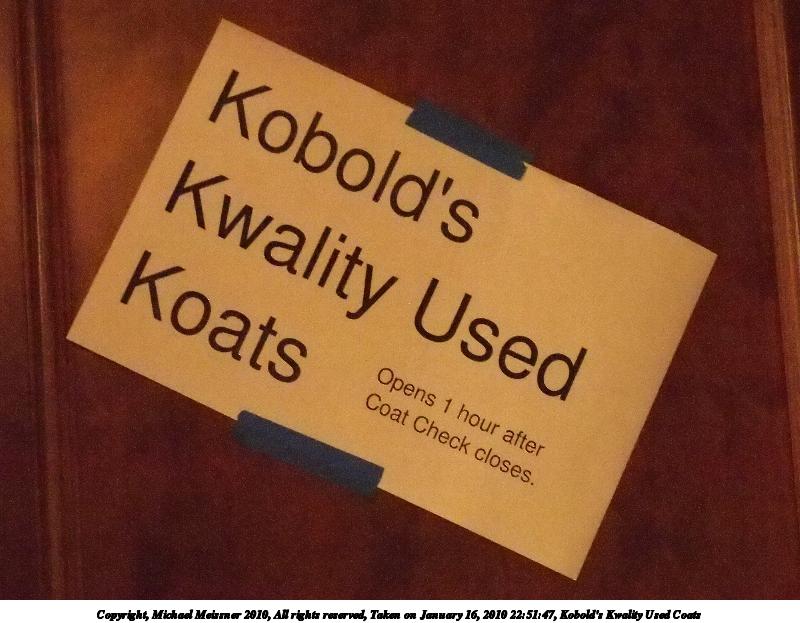 Kobold's
Kwality Used
Koats
Opens 1 hour after
Coat Check closes.
Copyright, Michael Meissner 2010, All rights reserved, Taken on January 16, 2010 22:51:47, Kobold's Kwality Used Coats